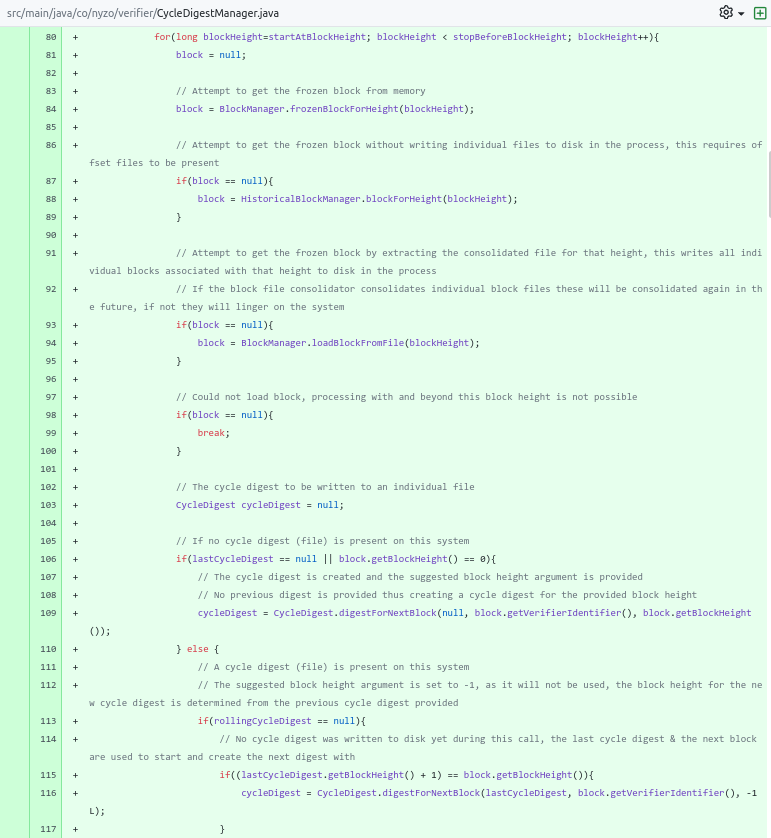 src/main/java/co/nyzo/verifier/CycleDigestManager.java
80 + for(long blockHeight=startAtBlockHeight; blockHeight < stopBeforeBlockHeight; blockHeight++){
81 + block = null;
82 +
83 + // Attempt to get the frozen block from memory
84 + block = BlockManager.frozenBlockForHeight(blockHeight);
85 +
86 + // Attempt to get the frozen block without writing individual files to disk in the process, this requires of
fset files to be present
87 + if(block == null){
88 + block = HistoricalBlockManager.blockForHeight(blockHeight);
89 + }
90 +
91 + // Attempt to get the frozen block by extracting the consolidated file for that height, this writes all indi
vidual blocks associated with that height to disk in the process
92 + // If the block file consolidator consolidates individual block files these will be consolidated again in th
e future, if not they will linger on the system
93 + if(block == null){
94 + block = BlockManager.loadBlockFromFile(blockHeight);
95 + }
96 +
97 + // Could not load block, processing with and beyond this block height is not possible
98 + if(block == null){
99 + break;
100 + }
101 +
102 + // The cycle digest to be written to an individual file
103 + CycleDigest cycleDigest = null;
104 +
105 + // If no cycle digest (file) is present on this system
106 + if(lastCycleDigest == null || block.getBlockHeight() == 0){
107 + // The cycle digest is created and the suggested block height argument is provided
108 + // No previous digest is provided thus creating a cycle digest for the provided block height
109 + cycleDigest = CycleDigest.digestForNextBlock(null, block.getVerifierIdentifier(), block.getBlockHeight
());
110 + } else {
111 + // A cycle digest (file) is present on this system
112 + // The suggested block height argument is set to -1, as it will not be used, the block height for the ne
w cycle digest is determined from the previous cycle digest provided
113 + if(rollingCycleDigest == null){
114 + // No cycle digest was written to disk yet during this call, the last cycle digest & the next block
are used to start and create the next digest with
115 + if((lastCycleDigest.getBlockHeight() + 1) == block.getBlockHeight()){
116 + cycleDigest = CycleDigest.digestForNextBlock(lastCycleDigest, block.getVerifierIdentifier(), -1
L);
117 + }